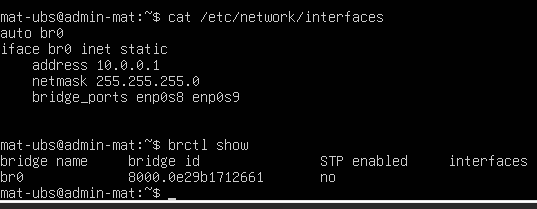 mat-ubs@admin-mat:~$ cat /etc/network/interfaces
auto br0
iface br0 inet static
    address 10.0.0.1
    netmask 255.255.255.0
    bridge_ports enp0s8 enp0s9
mat-ubs@admin-mat:~$ brctl show
bridge name     bridge id               STP enabled     interfaces
br0             8000.0e29b1712661       no
mat-ubs@admin-mat:~$ _